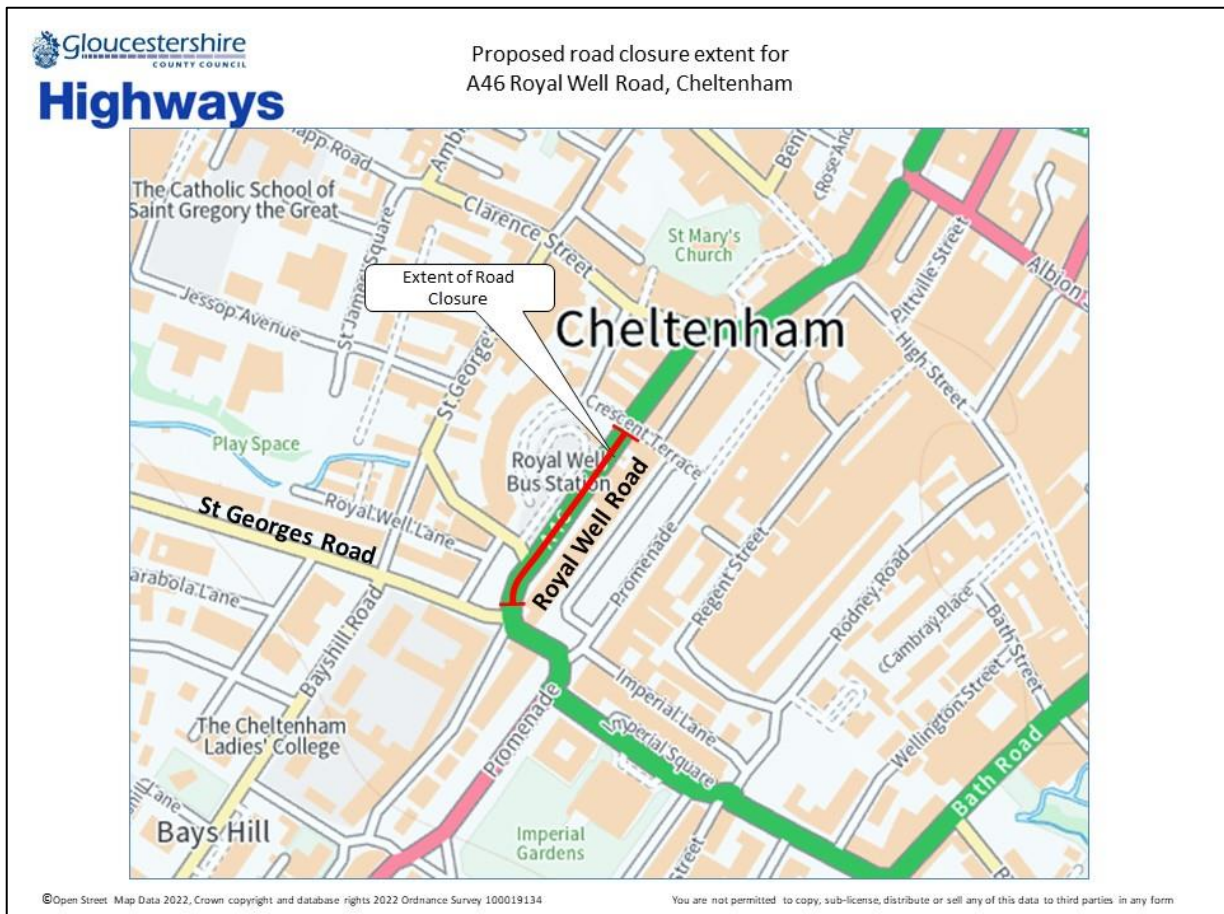 Gloucestershire
COUNTY COUNCIL
Highways
Proposed road closure extent for
A46 Royal Well Road, Cheltenham
The Catholic School of
Saint Gregory the Great
Clarence Street
St Mary's
Church
Pittville Street
Albion
Extent of Road
Closure
Cheltenham
Jessop Avenue
High Street
Crescent Terrace
Play Space
Royal Well
Bus Station
Royal Well Road
St Georges Road
Royal Well Lane
Promenade
Regent Street
Rodney Road
Cambray Place
Bath Street
Bayshill Road
Imperial Lane
Wellington Street
The Cheltenham
Ladies' College
Promenade
Imperial Square
Bath Road
Bays Hill
Imperial
Gardens
©Open Street Map Data 2022, Crown copyright and database rights 2022 Ordnance Survey 100019134
You are not permitted to copy, sub-license, distribute or sell any of this data to third parties in any form